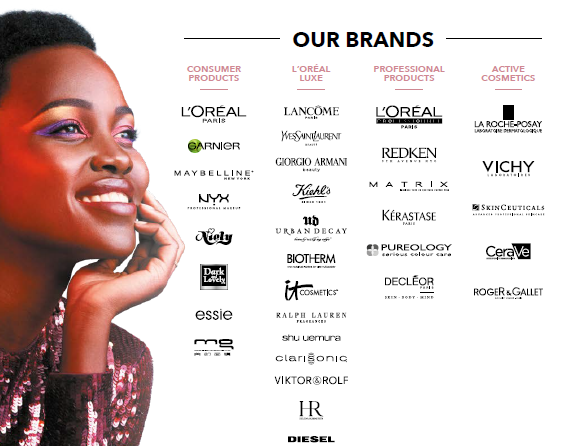 OUR BRANDS
CONSUMER
PRODUCTS
L'ORÉAL
PARIS
GARNIER
MAYBELLINE
NEW YORK
NYX
PROFESSIONAL MAKEUP
Niely
Dark
and
Lovely
essie
mg
L'ORÉAL
LUXE
LANCÔME
PARIS
YVESSAINTLAURENT
BEAUTÉ
GIORGIO ARMANI
beauty
Kiehl's
SINCE 1851
UD
URBAN DECAY
BIOTHERM
it COSMETICS
RALPH LAUREN
FRAGRANCES
shu uemura
clarisonic
VIKTOR&ROLF
HR
DIESEL
PROFESSIONAL
PRODUCTS
L'ORÉAL
PROFESSIONNEL
PARIS
REDKEN
5TH AVENUE NYC
MATRIX
KÉRASTASE
PARIS
PUREOLOGY
serious colour care
DECLÉOR
PARIS
SKIN · BODY · MIND
ACTIVE
COSMETICS
LA ROCHE-POSAY
LABORATOIRE DERMATOLOGIQUE
VICHY
LABORATOIRES
SKINCEUTICALS
ADVANCED PROFESSIONAL SKINCARE
CeraVe
ROGER&GALLET